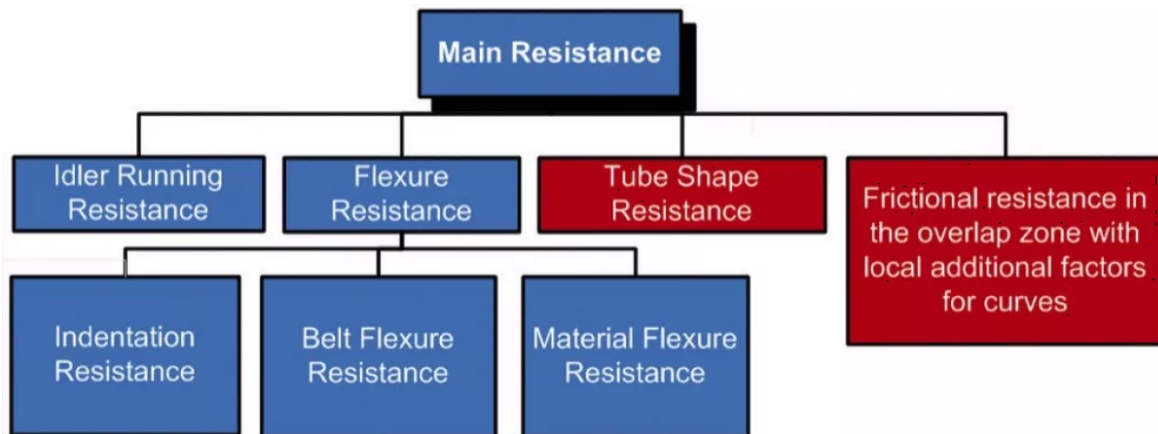 Main Resistance
Idler Running
Resistance
Flexure
Resistance
Tube Shape
Resistance
Frictional resistance in
the overlap zone with
local additional factors
for curves
Indentation
Resistance
Belt Flexure
Resistance
Material Flexure
Resistance